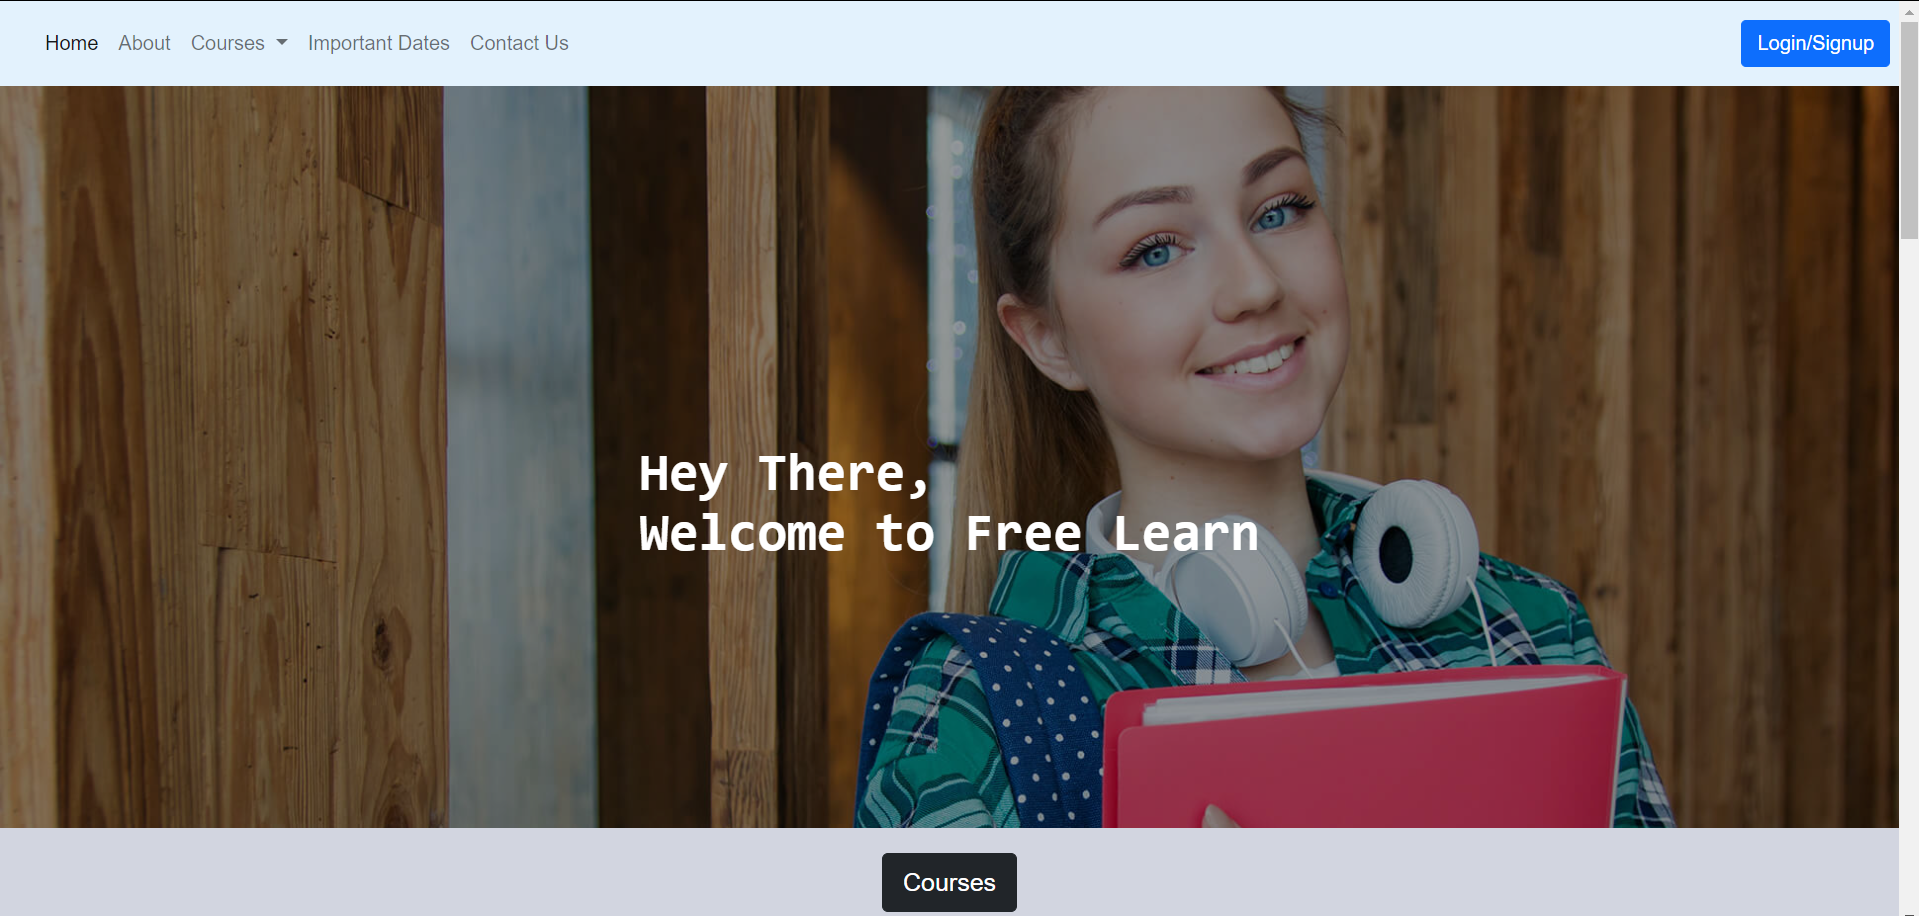 Home About Courses Important Dates Contact Us Login/Signup
Hey There,
Welcome to Free Learn
Courses